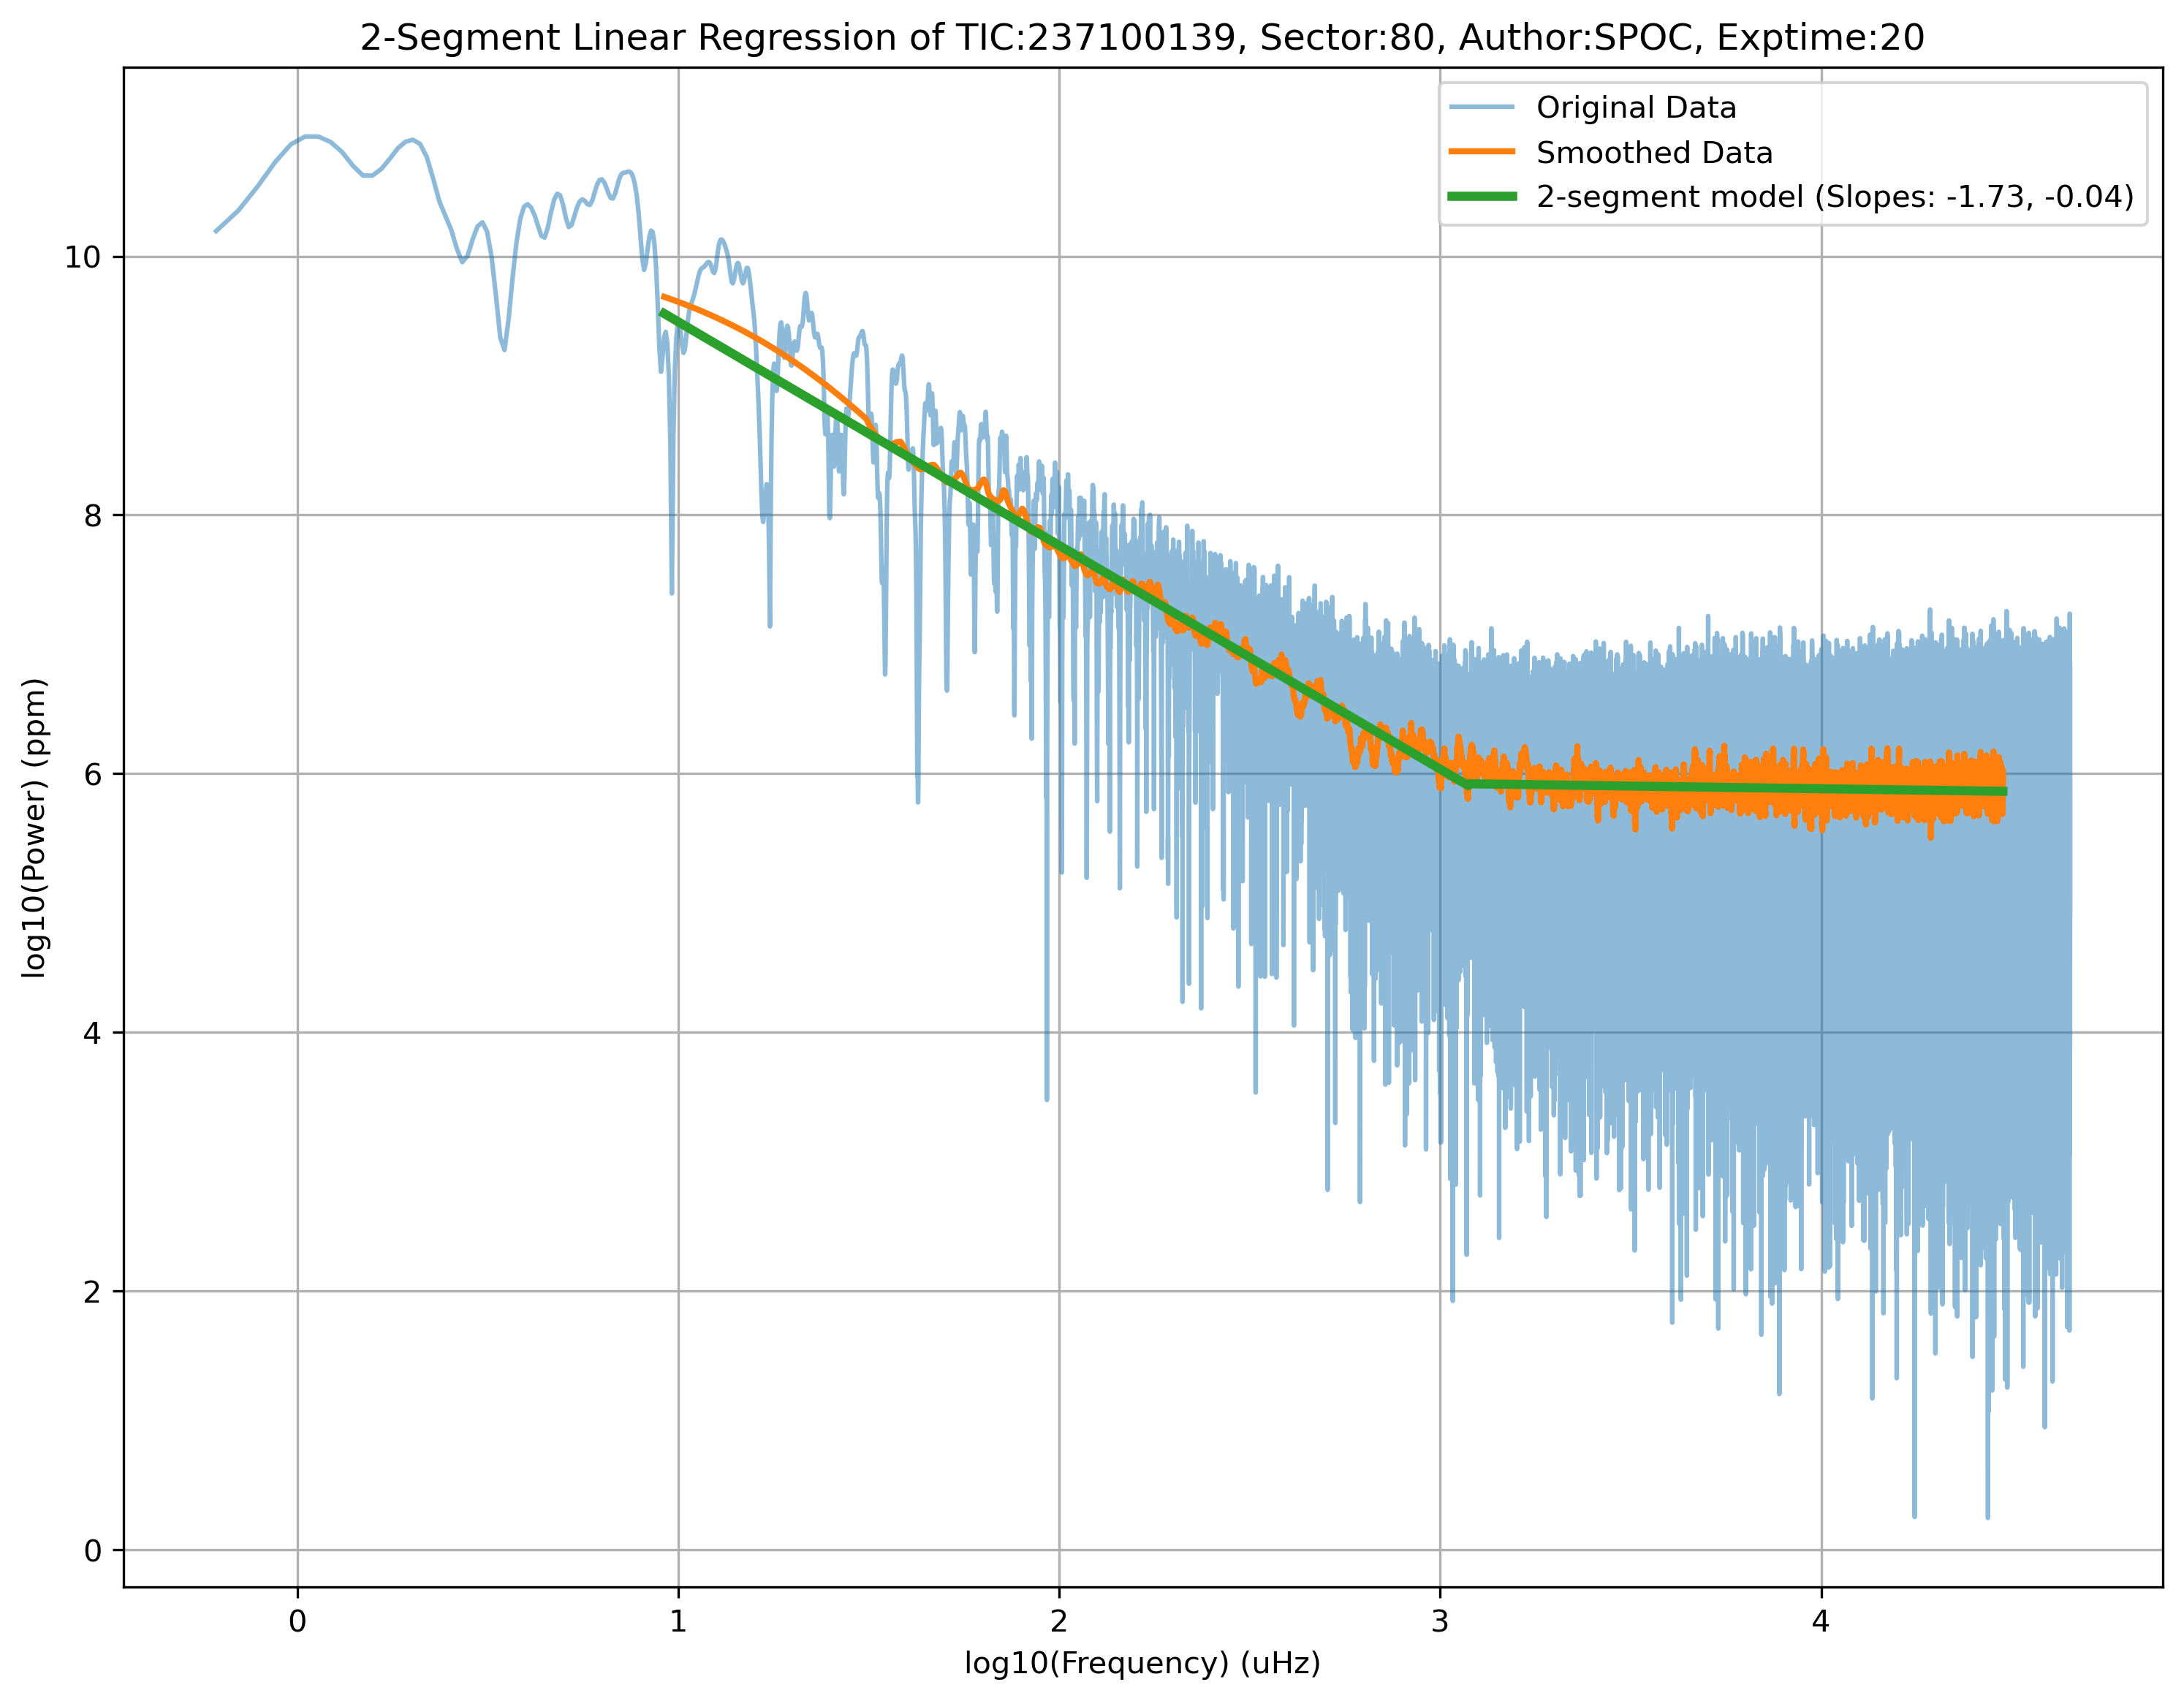 2-Segment Linear Regression of TIC:237100139, Sector:80, Author:SPOC, Exptime:20
Original Data
Smoothed Data
2-segment model (Slopes: -1.73, -0.04)
log10(Power) (ppm)
10
8
6
4
2
0
0 1 2 3 4
log10(Frequency) (uHz)